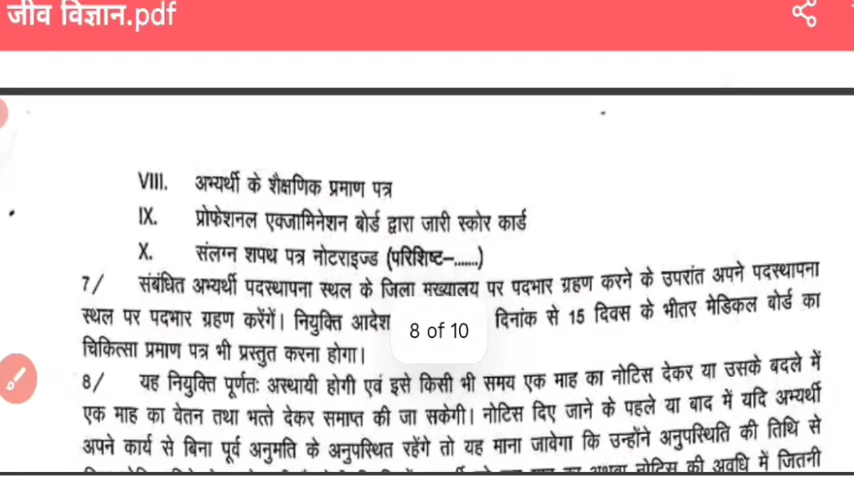 जीव विज्ञान.pdf
VIII. अभ्यर्थी के शैक्षणिक प्रमाण पत्र
IX. प्रोफेशनल एक्जामिनेशन बोर्ड द्वारा जारी स्कोर कार्ड
X. संलग्न शपथ पत्र नोटराइज्ड (परिशिष्ट–......)
7/ संबंधित अभ्यर्थी पदस्थापना स्थल के जिला मुख्यालय पर पदभार ग्रहण करने के उपरांत अपने पदस्थापना
स्थल पर पदभार ग्रहण करेंगें। नियुक्ति आदेश दिनांक से 15 दिवस के भीतर मेडिकल बोर्ड का
8 of 10
चिकित्सा प्रमाण पत्र भी प्रस्तुत करना होगा।
8/ यह नियुक्ति पूर्णतः अस्थायी होगी एवं इसे किसी भी समय एक माह का नोटिस देकर या उसके बदले में
एक माह का वेतन तथा भत्ते देकर समाप्त की जा सकेगी। नोटिस दिए जाने के पहले या बाद में यदि अभ्यर्थी
अपने कार्य से बिना पूर्व अनुमति के अनुपस्थित रहेंगे तो यह माना जावेगा कि उन्होंने अनुपस्थिति की तिथि से
अथवा नोटिस की अवधि में जितनी